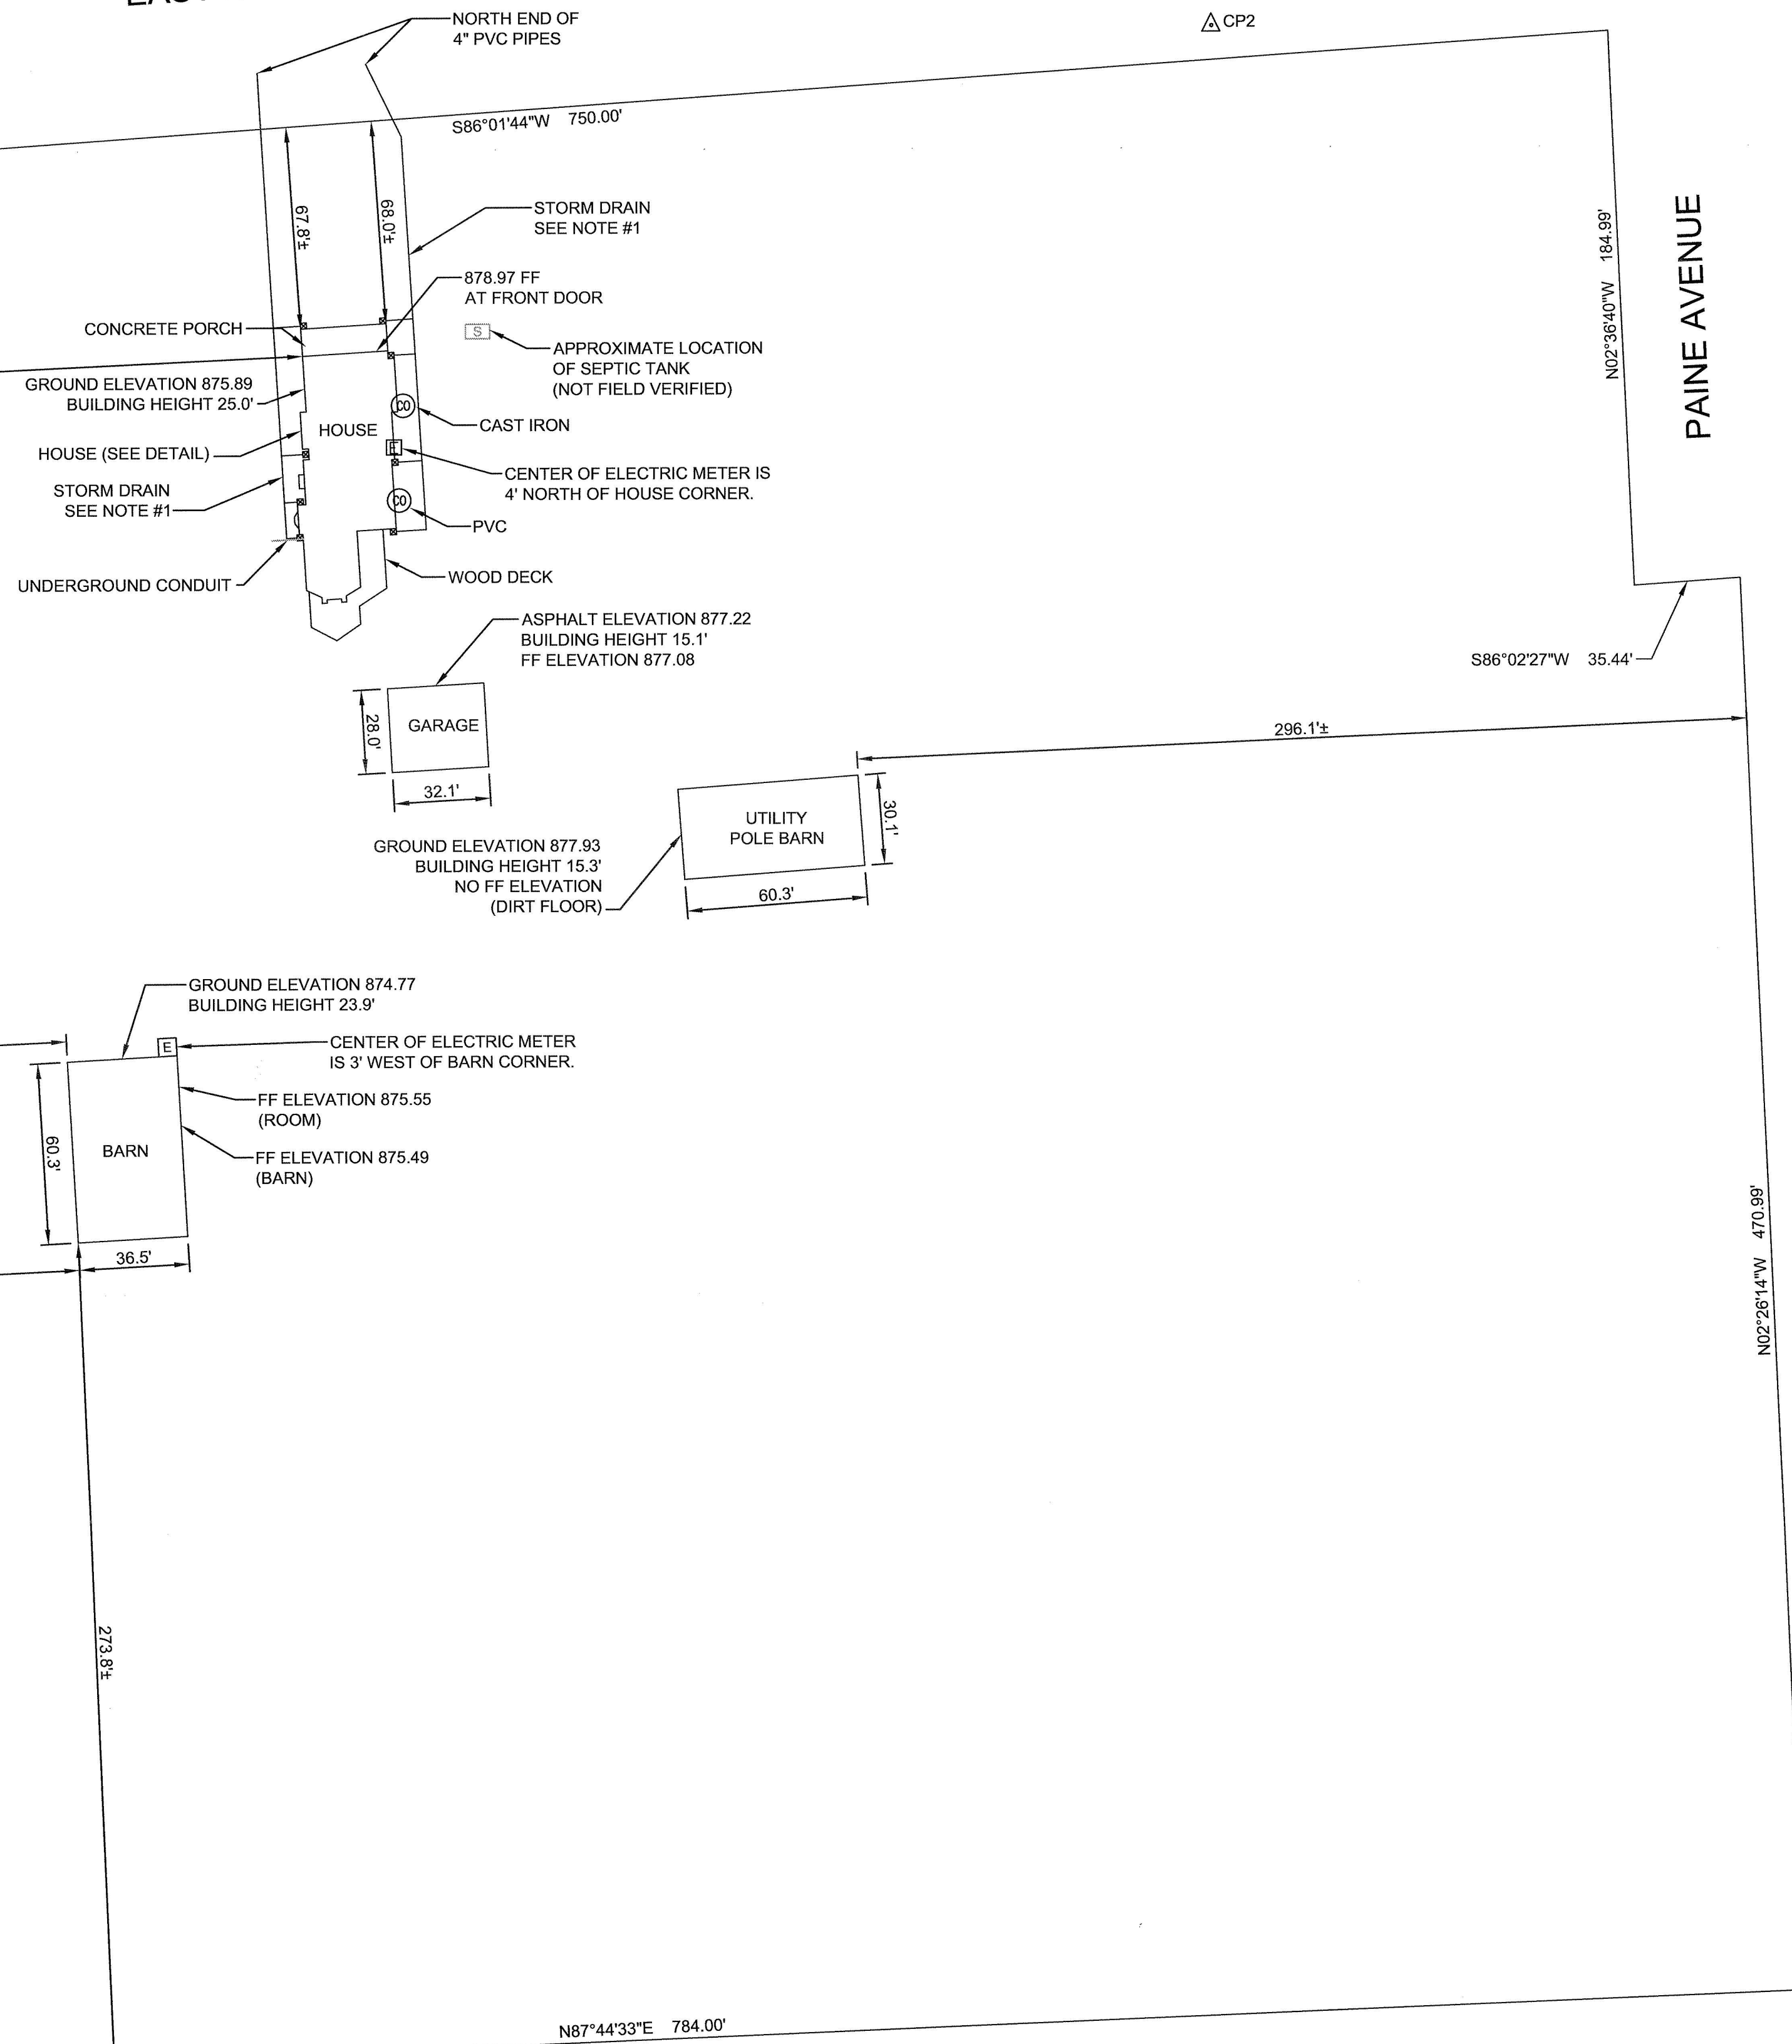 NORTH END OF
4" PVC PIPES
CP2
S86°01'44"W 750.00'
67.8'±
68.0'±
STORM DRAIN
SEE NOTE #1
878.97 FF
AT FRONT DOOR
CONCRETE PORCH
S
APPROXIMATE LOCATION
OF SEPTIC TANK
(NOT FIELD VERIFIED)
GROUND ELEVATION 875.89
BUILDING HEIGHT 25.0'
CO
HOUSE
CAST IRON
HOUSE (SEE DETAIL)
E
CENTER OF ELECTRIC METER IS
4' NORTH OF HOUSE CORNER.
STORM DRAIN
SEE NOTE #1
CO
PVC
UNDERGROUND CONDUIT
WOOD DECK
N02°36'40"W 184.99'
PAINE AVENUE
ASPHALT ELEVATION 877.22
BUILDING HEIGHT 15.1'
FF ELEVATION 877.08
S86°02'27"W 35.44'
28.0'
GARAGE
32.1'
296.1'±
UTILITY
POLE BARN
30.1'
60.3'
GROUND ELEVATION 877.93
BUILDING HEIGHT 15.3'
NO FF ELEVATION
(DIRT FLOOR)
GROUND ELEVATION 874.77
BUILDING HEIGHT 23.9'
E
CENTER OF ELECTRIC METER
IS 3' WEST OF BARN CORNER.
FF ELEVATION 875.55
(ROOM)
60.3'
BARN
FF ELEVATION 875.49
(BARN)
36.5'
N02°26'14"W 470.99'
273.8'±
N87°44'33"E 784.00'